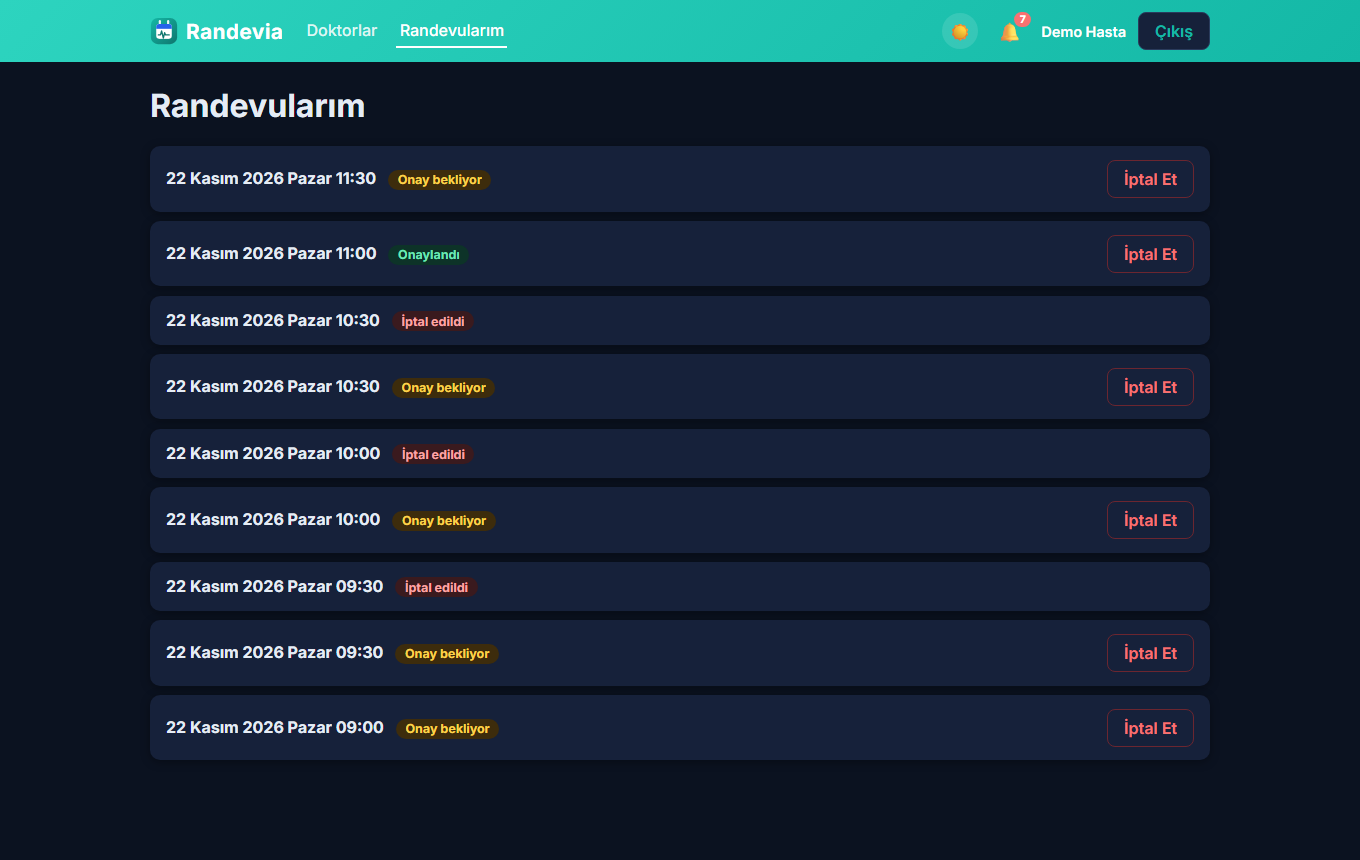 Randevia Doktorlar Randevularım 7 Demo Hasta Çıkış
Randevularım
22 Kasım 2026 Pazar 11:30 Onay bekliyor İptal Et
22 Kasım 2026 Pazar 11:00 Onaylandı İptal Et
22 Kasım 2026 Pazar 10:30 İptal edildi
22 Kasım 2026 Pazar 10:30 Onay bekliyor İptal Et
22 Kasım 2026 Pazar 10:00 İptal edildi
22 Kasım 2026 Pazar 10:00 Onay bekliyor İptal Et
22 Kasım 2026 Pazar 09:30 İptal edildi
22 Kasım 2026 Pazar 09:30 Onay bekliyor İptal Et
22 Kasım 2026 Pazar 09:00 Onay bekliyor İptal Et